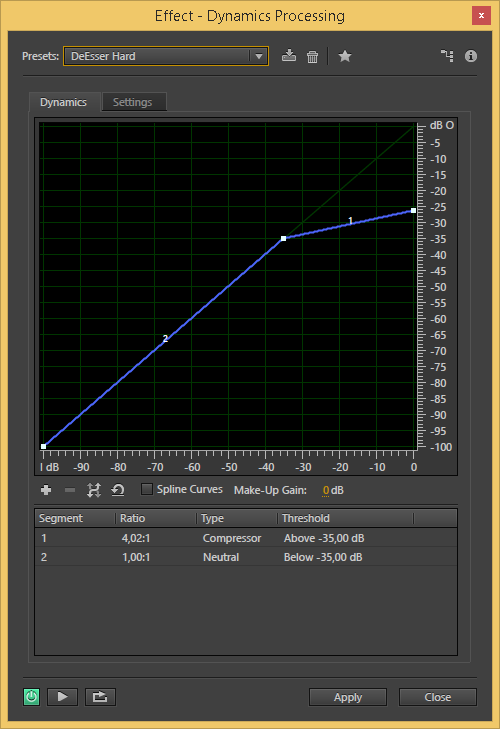 Effect - Dynamics Processing
x
Presets: DeEsser Hard
Dynamics Settings
dB O
-5
-10
-15
-20
-25
-30
-35
-40
-45
-50
-55
-60
-65
-70
-75
-80
-85
-90
-95
-100
1
2
I dB -90 -80 -70 -60 -50 -40 -30 -20 -10 0
Spline Curves Make-Up Gain: 0 dB
Segment Ratio Type Threshold
1 4,02:1 Compressor Above -35,00 dB
2 1,00:1 Neutral Below -35,00 dB
Apply Close